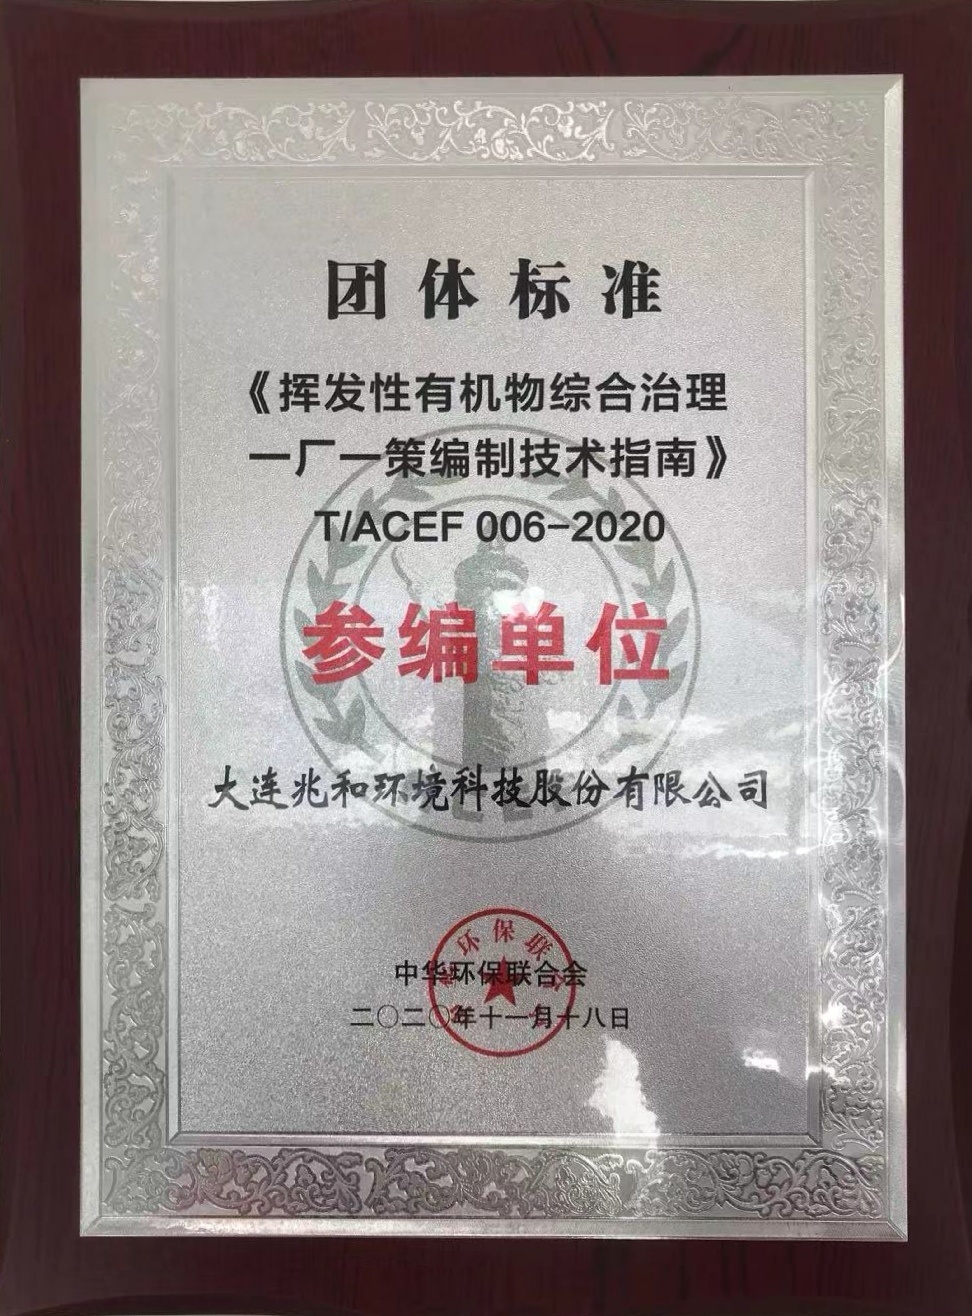 团体标准
《挥发性有机物综合治理
一厂一策编制技术指南》
T/ACEF 006-2020
参编单位
大连兆和环境科技股份有限公司
中华环保联合会
二〇二〇年十一月十八日
环保联